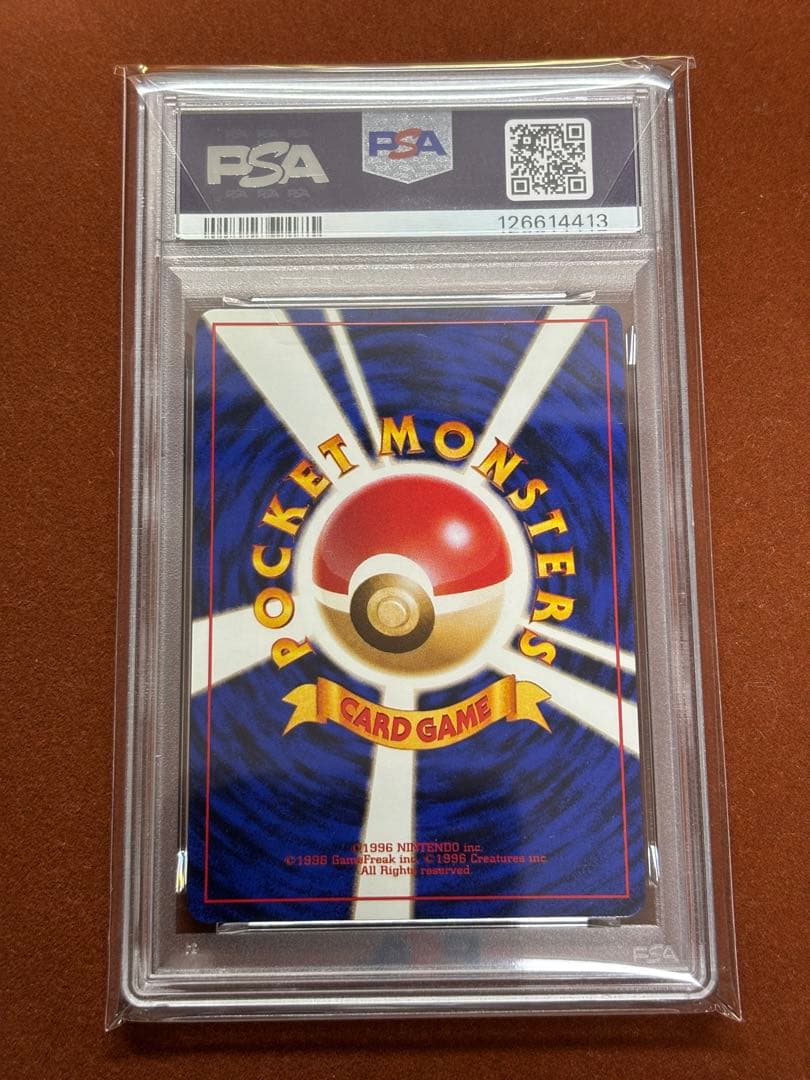 PSA
PSA
126614413
POCKET MONSTERS
CARD GAME
©1996 NINTENDO inc.
©1996 GameFreak inc. ©1996 Creatures inc.
All Rights reserved.
PSA